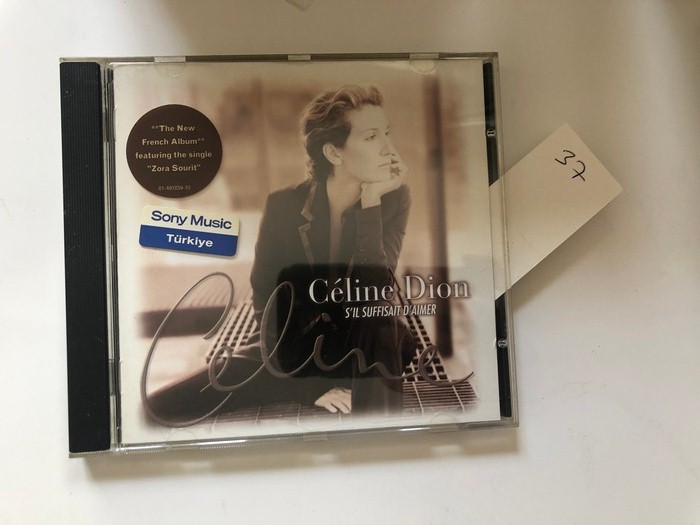 ""The New
French Album""
featuring the single
"Zora Sourit"
Sony Music
Türkiye
Céline Dion
S'IL SUFFISAIT D'AIMER
Céline
37